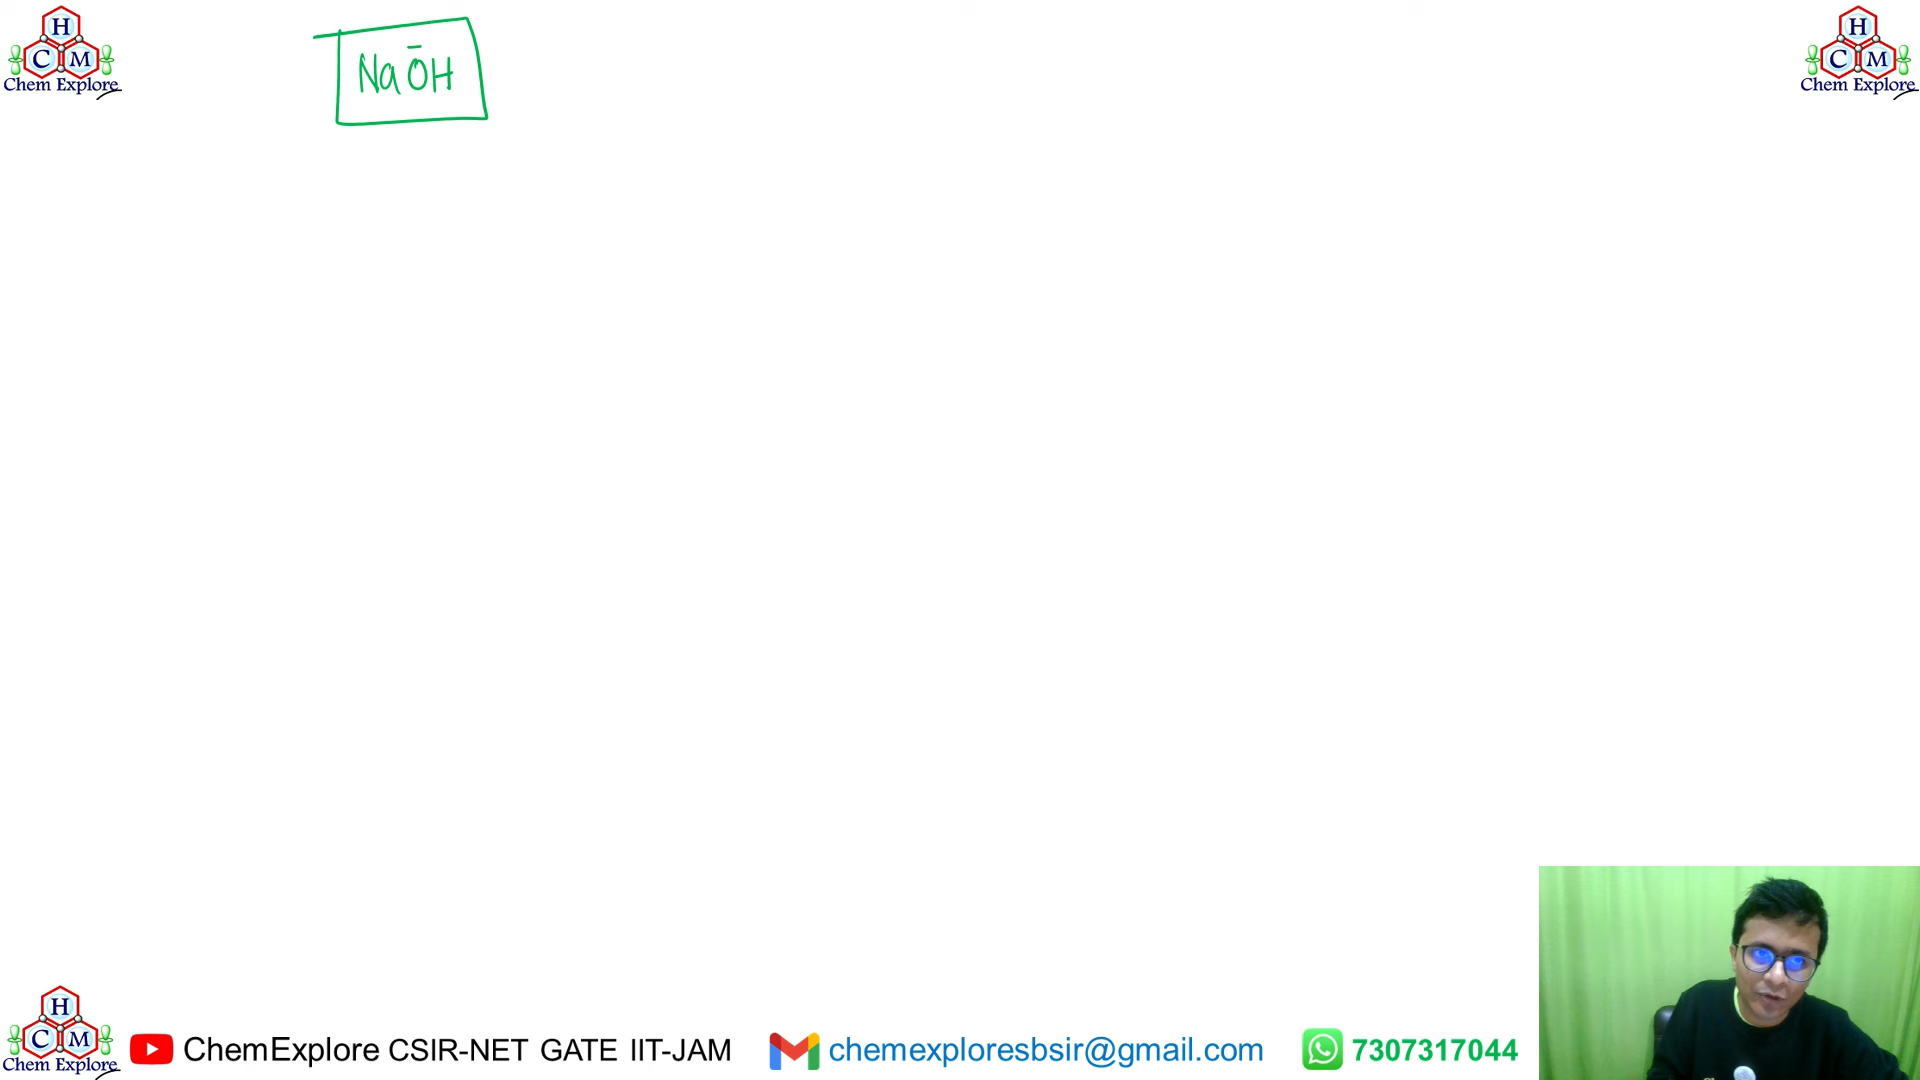 H
C M
Chem Explore
NaŌH
H
C M
Chem Explore
H
C M
Chem Explore
ChemExplore CSIR-NET GATE IIT-JAM
chemexploresbsir@gmail.com
7307317044